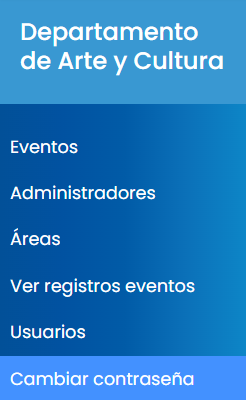 Departamento
de Arte y Cultura
Eventos
Administradores
Áreas
Ver registros eventos
Usuarios
Cambiar contraseña